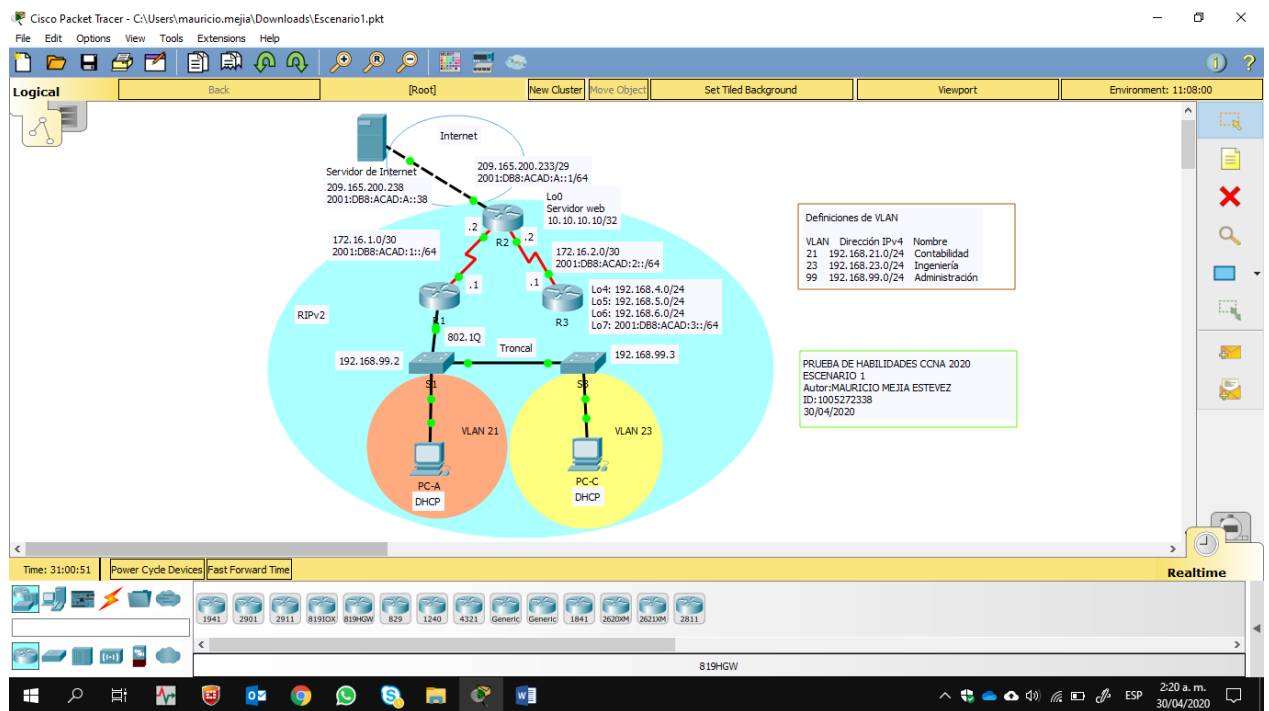 Cisco Packet Tracer - C:\Users\mauricio.mejia\Downloads\Escenario1.pkt
File Edit Options View Tools Extensions Help
Logical
Back
[Root]
New Cluster
Move Object
Set Tiled Background
Viewport
Environment: 11:08:00
Internet
Servidor de Internet
209.165.200.238
2001:DB8:ACAD:A::38
209.165.200.233/29
2001:DB8:ACAD:A::1/64
Lo0
Servidor web
10.10.10.10/32
.2
R2
.2
172.16.1.0/30
2001:DB8:ACAD:1::/64
172.16.2.0/30
2001:DB8:ACAD:2::/64
.1
.1
Lo4: 192.168.4.0/24
Lo5: 192.168.5.0/24
Lo6: 192.168.6.0/24
Lo7: 2001:DB8:ACAD:3::/64
RIPv2
R1
R3
802.1Q
Troncal
192.168.99.2
192.168.99.3
S1
S3
VLAN 21
VLAN 23
PC-A
DHCP
PC-C
DHCP
Definiciones de VLAN
VLAN Dirección IPv4 Nombre
21 192.168.21.0/24 Contabilidad
23 192.168.23.0/24 Ingeniería
99 192.168.99.0/24 Administración
PRUEBA DE HABILIDADES CCNA 2020
ESCENARIO 1
Autor:MAURICIO MEJIA ESTEVEZ
ID:1005272338
30/04/2020
Time: 31:00:51
Power Cycle Devices
Fast Forward Time
Realtime
1941 2901 2911 819IOX 819HGW 829 1240 4321 Generic Generic 1841 2620XM 2621XM 2811
819HGW
ESP
2:20 a. m.
30/04/2020